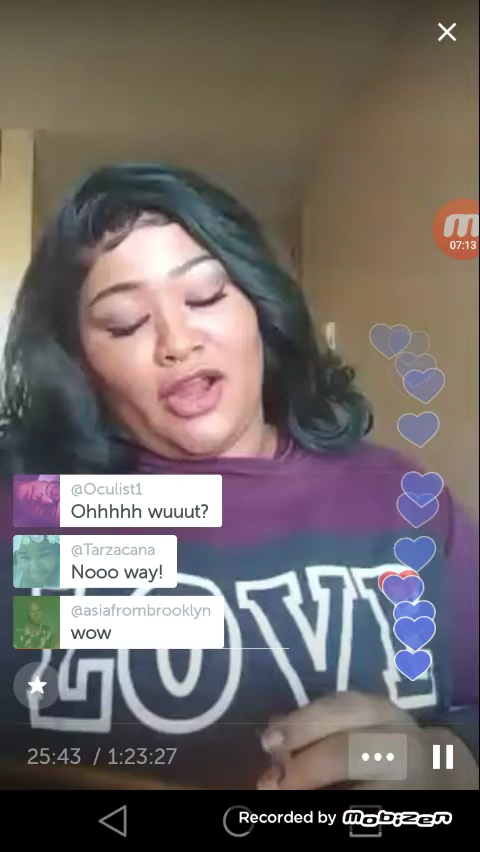 m
07:13
@Oculist1
Ohhhhh wuuut?
@Tarzacana
Nooo way!
@asiafrombrooklyn
wow
LOVE
25:43 / 1:23:27
Recorded by mobizen